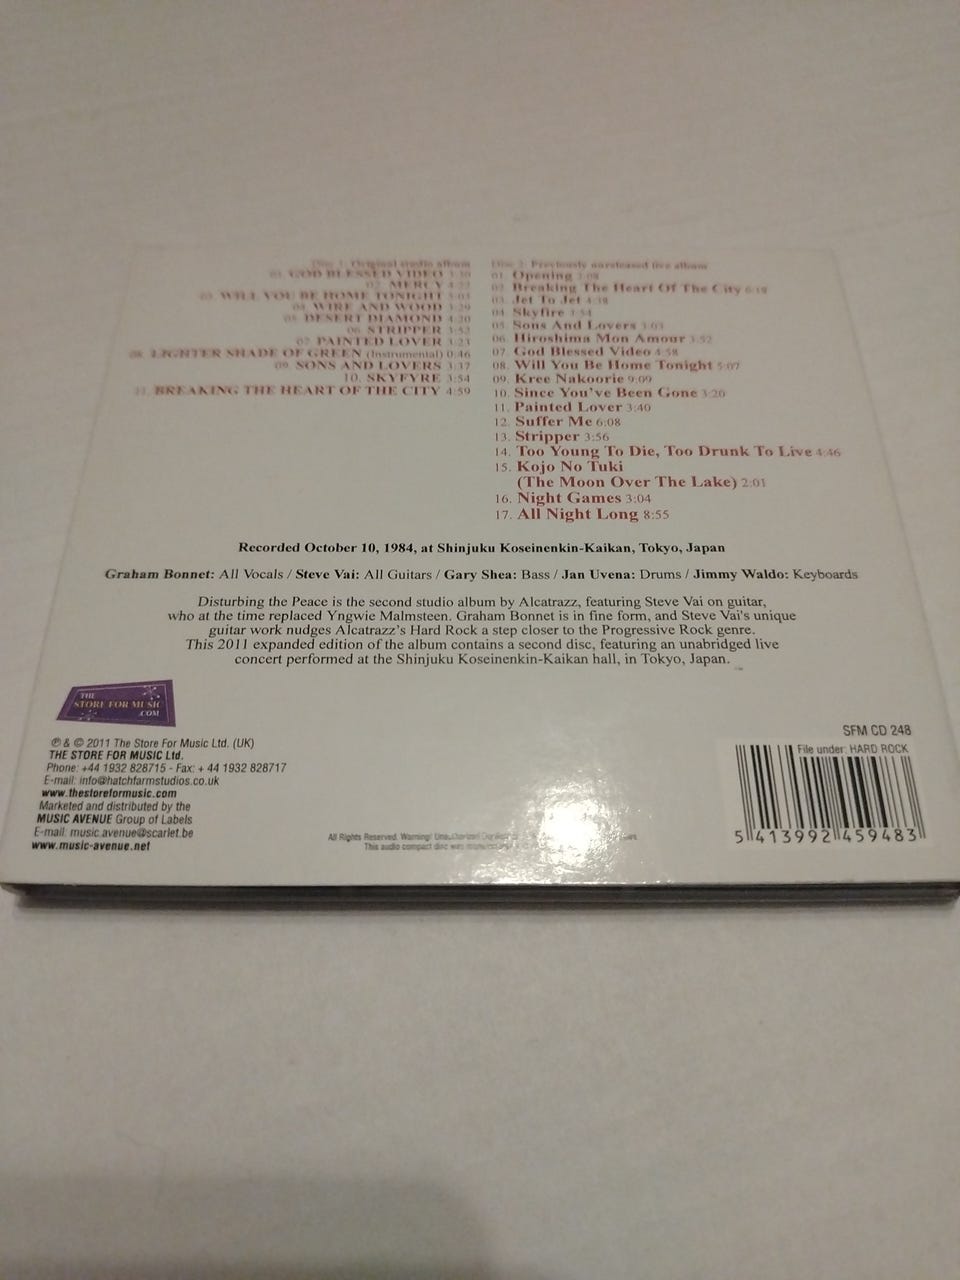 Disc 1: Original studio album
01. GOD BLESSED VIDEO
02. MERCY
03. WILL YOU BE HOME TONIGHT
04. WIRE AND WOOD
05. DESERT DIAMOND
06. STRIPPER
07. PAINTED LOVER
08. LIGHTER SHADE OF GREEN (Instrumental) 0:46
09. SONS AND LOVERS
10. SKYFYRE 3:54
11. BREAKING THE HEART OF THE CITY 4:59
Disc 2: Previously unreleased live album
01. Opening
02. Breaking The Heart Of The City
03. Jet To Jet
04. Skyfire
05. Sons And Lovers
06. Hiroshima Mon Amour
07. God Blessed Video 4:58
08. Will You Be Home Tonight 5:07
09. Kree Nakoorie 9:09
10. Since You've Been Gone 3:20
11. Painted Lover 3:40
12. Suffer Me 6:08
13. Stripper 3:56
14. Too Young To Die, Too Drunk To Live 4:46
15. Kojo No Tuki
(The Moon Over The Lake) 2:01
16. Night Games 3:04
17. All Night Long 8:55
Recorded October 10, 1984, at Shinjuku Koseinenkin-Kaikan, Tokyo, Japan
Graham Bonnet: All Vocals / Steve Vai: All Guitars / Gary Shea: Bass / Jan Uvena: Drums / Jimmy Waldo: Keyboards
Disturbing the Peace is the second studio album by Alcatrazz, featuring Steve Vai on guitar,
who at the time replaced Yngwie Malmsteen. Graham Bonnet is in fine form, and Steve Vai's unique
guitar work nudges Alcatrazz's Hard Rock a step closer to the Progressive Rock genre.
This 2011 expanded edition of the album contains a second disc, featuring an unabridged live
concert performed at the Shinjuku Koseinenkin-Kaikan hall, in Tokyo, Japan.
THE
STORE FOR MUSIC
.COM
℗ & © 2011 The Store For Music Ltd. (UK)
THE STORE FOR MUSIC Ltd.
Phone: +44 1932 828715 - Fax: + 44 1932 828717
E-mail: info@hatchfarmstudios.co.uk
www.thestoreformusic.com
Marketed and distributed by the
MUSIC AVENUE Group of Labels
E-mail: music.avenue@scarlet.be
www.music-avenue.net
All Rights Reserved. Warning!
This audio compact disc was
SFM CD 248
File under: HARD ROCK
5 413992 459483